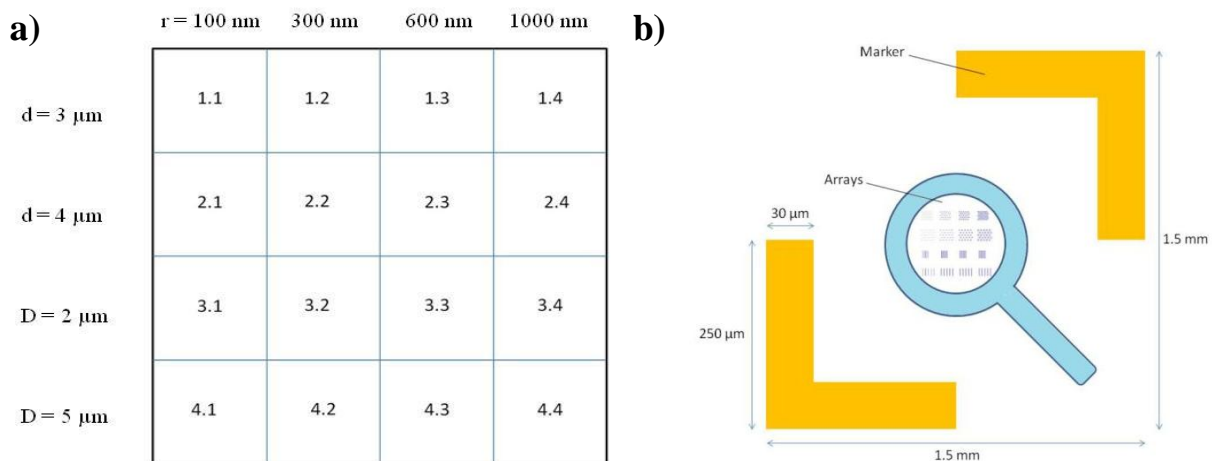 a)
r = 100 nm 300 nm 600 nm 1000 nm
d = 3 µm 1.1 1.2 1.3 1.4
d = 4 µm 2.1 2.2 2.3 2.4
D = 2 µm 3.1 3.2 3.3 3.4
D = 5 µm 4.1 4.2 4.3 4.4
b)
Marker
Arrays
30 µm
1.5 mm
250 µm
1.5 mm